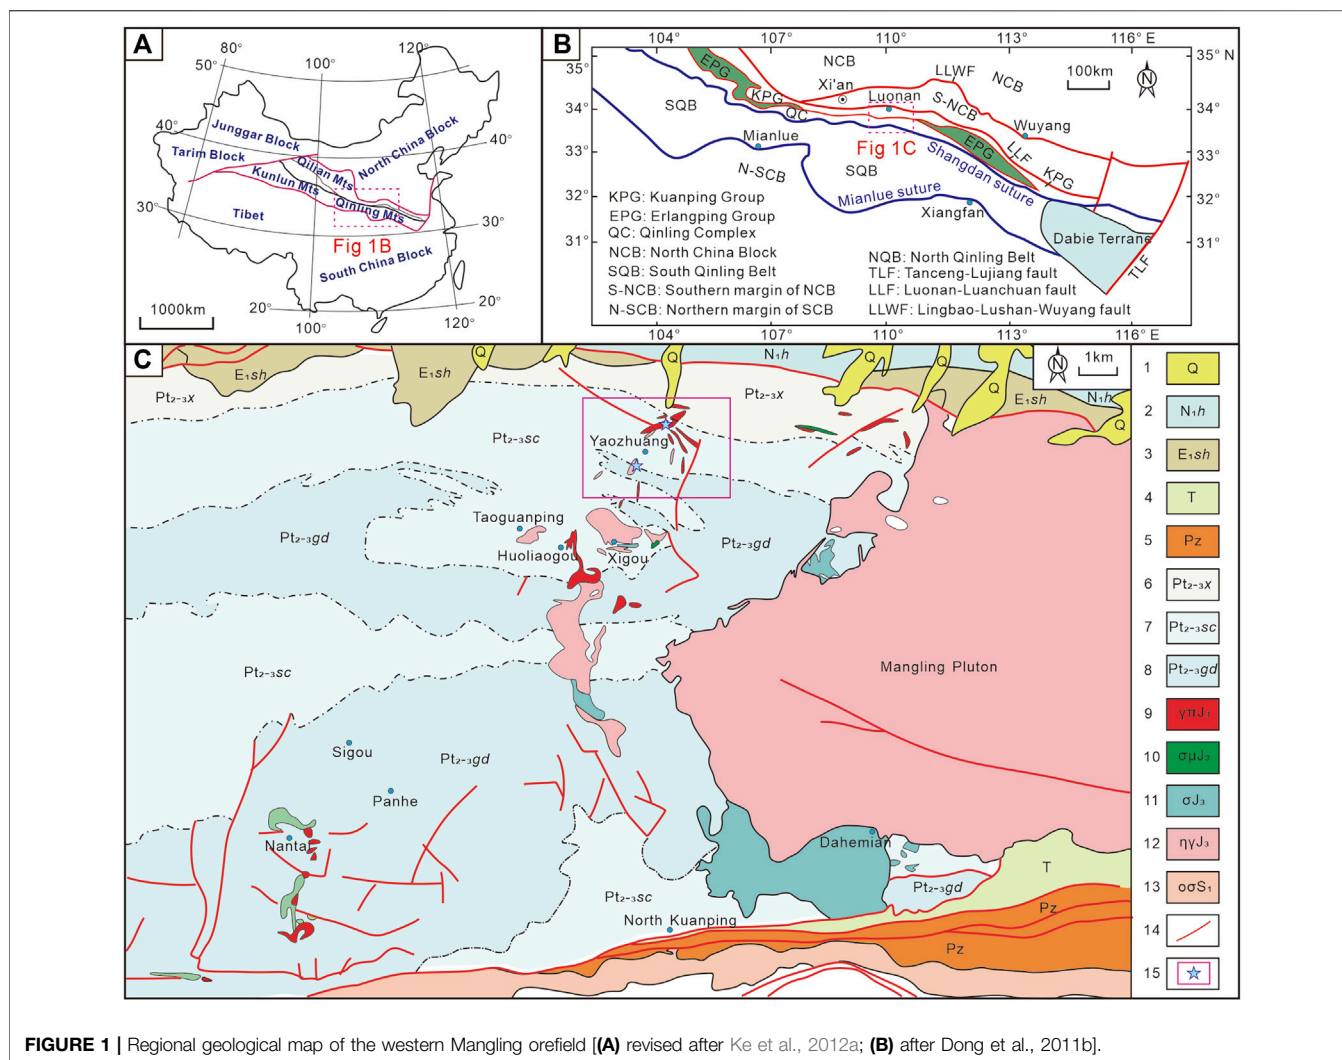 A
80°
100°
120°
50°
40°
Junggar Block
Tarim Block
Qilian Mts
North China Block
40°
Kunlun Mts
Qinling Mts
30°
Tibet
30°
Fig 1B
South China Block
1000km
20°
20°
100°
120°
B
104°
107°
110°
113°
116° E
35°
35° N
EPG
NCB
LLWF
NCB
100km
N
Xi'an
KPG
Luonan
S-NCB
34°
34°
SQB
QC
Wuyang
Mianlue
Fig 1C
EPG
LLF
33°
33°
N-SCB
SQB
Shangdan suture
KPG
Mianlue suture
32°
32°
Xiangfan
31°
31°
Dabie Terrane
TLF
KPG: Kuanping Group
EPG: Erlangping Group
QC: Qinling Complex
NCB: North China Block
SQB: South Qinling Belt
S-NCB: Southern margin of NCB
N-SCB: Northern margin of SCB
NQB: North Qinling Belt
TLF: Tanceng-Lujiang fault
LLF: Luonan-Luanchuan fault
LLWF: Lingbao-Lushan-Wuyang fault
104°
107°
110°
113°
116° E
C
E₁sh
E₁sh
Q
Q
N₁h
Q
Q
Q
N
1km
Pt₂₋₃x
Pt₂₋₃x
E₁sh
N₁h
Q
Pt₂₋₃sc
Yaozhuang
Taoguanping
Pt₂₋₃gd
Huoliaogou
Xigou
Pt₂₋₃gd
Pt₂₋₃sc
Mangling Pluton
Sigou
Pt₂₋₃gd
Panhe
Nantai
Dahemian
T
Pt₂₋₃sc
Pt₂₋₃gd
North Kuanping
Pz
Pz
1 Q
2 N₁h
3 E₁sh
4 T
5 Pz
6 Pt₂₋₃x
7 Pt₂₋₃sc
8 Pt₂₋₃gd
9 γπJ₁
10 σμJ₃
11 σJ₃
12 ηγJ₃
13 oσS₁
14
15
FIGURE 1 | Regional geological map of the western Mangling orefield [(A) revised after Ke et al., 2012a; (B) after Dong et al., 2011b].